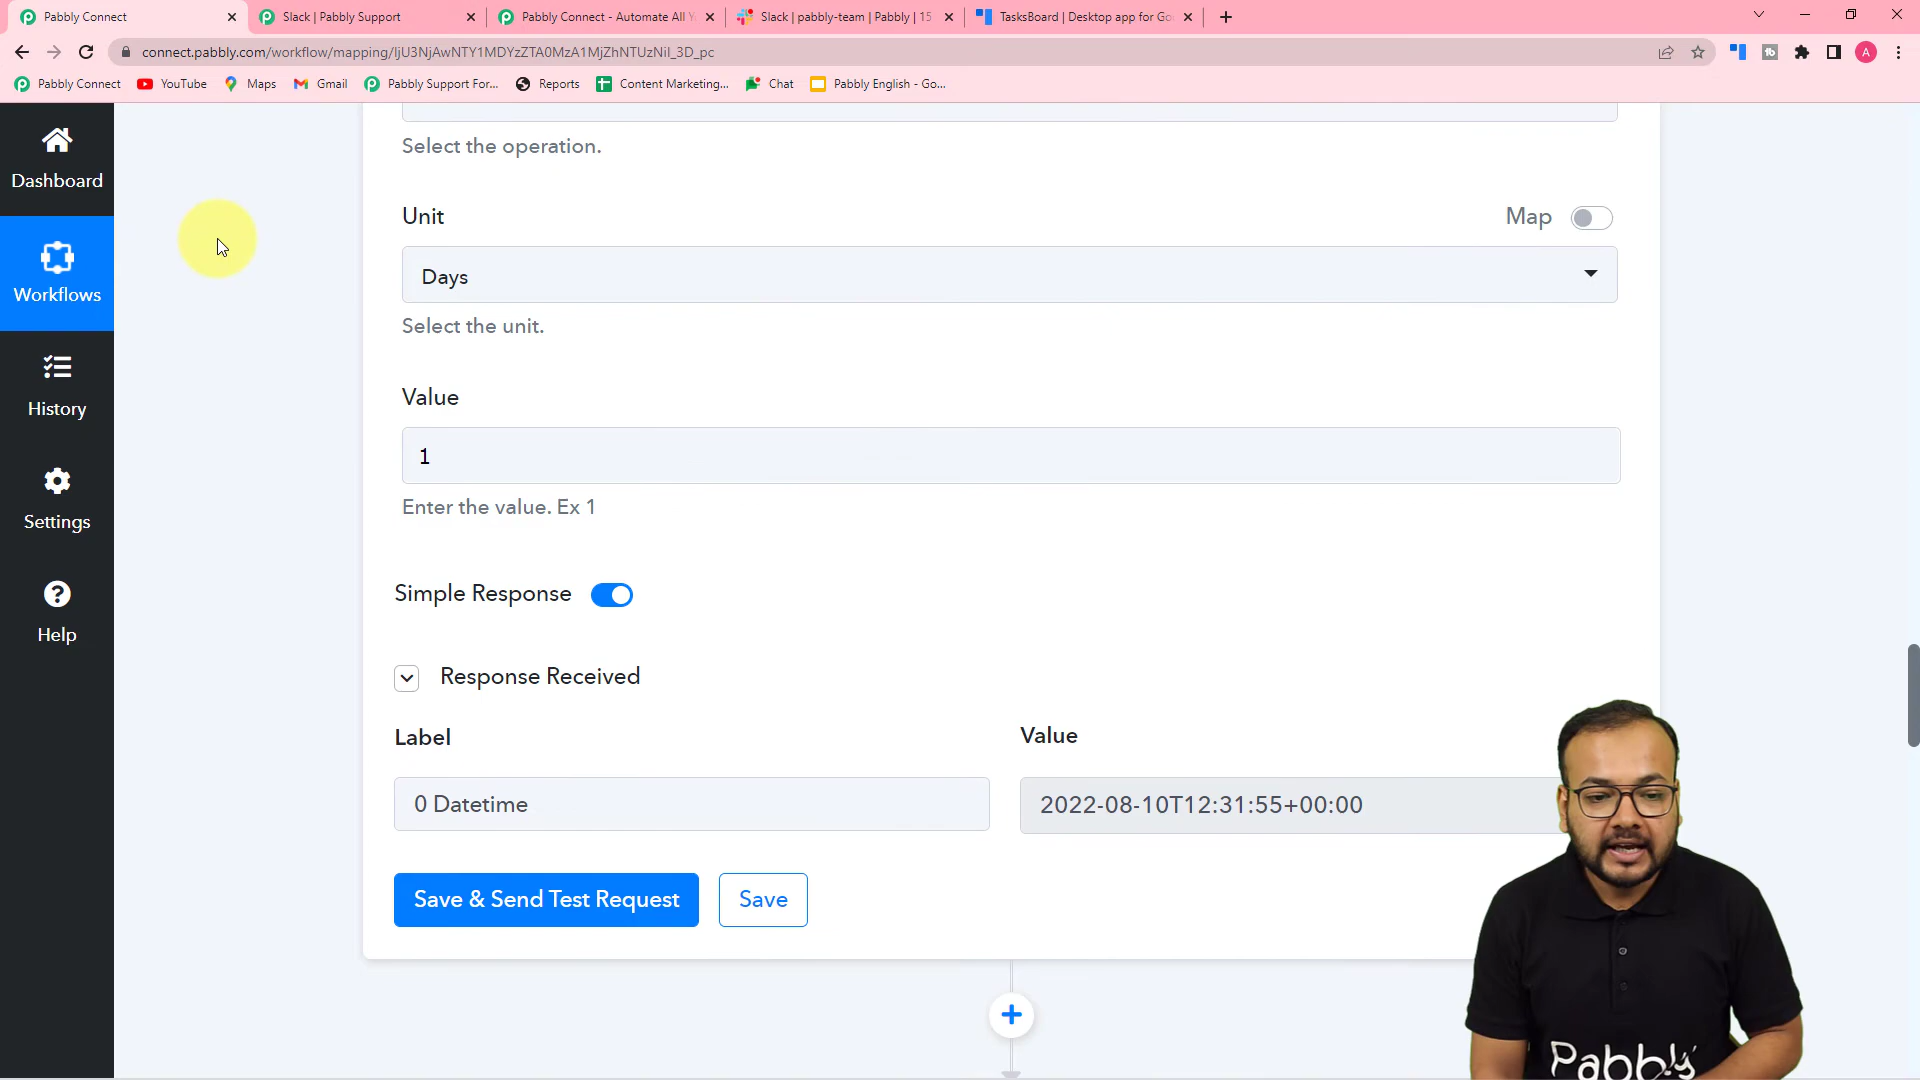 Pabbly Connect
Slack | Pabbly Support
Pabbly Connect - Automate All Y
Slack | pabbly-team | Pabbly | 15
TasksBoard | Desktop app for Go
connect.pabbly.com/workflow/mapping/IjU3NjAwNTY1MDYzZTA0MzA1MjZhNTUzNiI_3D_pc
A
Pabbly Connect
YouTube
Maps
Gmail
Pabbly Support For...
Reports
Content Marketing...
Chat
Pabbly English - Go...
Dashboard
Workflows
History
Settings
Help
Select the operation.
Unit
Map
Days
Select the unit.
Value
1
Enter the value. Ex 1
Simple Response
Response Received
Label
Value
0 Datetime
2022-08-10T12:31:55+00:00
Save & Send Test Request
Save
Pabbly